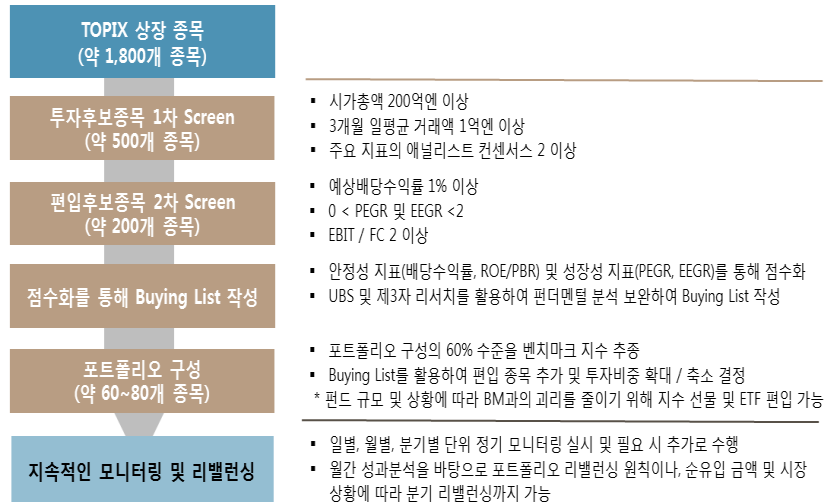 TOPIX 상장 종목
(약 1,800개 종목)
투자후보종목 1차 Screen
(약 500개 종목)
▪ 시가총액 200억엔 이상
▪ 3개월 일평균 거래액 1억엔 이상
▪ 주요 지표의 애널리스트 컨센서스 2 이상
편입후보종목 2차 Screen
(약 200개 종목)
▪ 예상배당수익률 1% 이상
▪ 0 < PEGR 및 EEGR <2
▪ EBIT / FC 2 이상
점수화를 통해 Buying List 작성
▪ 안정성 지표(배당수익률, ROE/PBR) 및 성장성 지표(PEGR, EEGR)를 통해 점수화
▪ UBS 및 제3자 리서치를 활용하여 펀더멘털 분석 보완하여 Buying List 작성
포트폴리오 구성
(약 60~80개 종목)
▪ 포트폴리오 구성의 60% 수준을 벤치마크 지수 추종
▪ Buying List를 활용하여 편입 종목 추가 및 투자비중 확대 / 축소 결정
* 펀드 규모 및 상황에 따라 BM과의 괴리를 줄이기 위해 지수 선물 및 ETF 편입 가능
지속적인 모니터링 및 리밸런싱
▪ 일별, 월별, 분기별 단위 정기 모니터링 실시 및 필요 시 추가로 수행
▪ 월간 성과분석을 바탕으로 포트폴리오 리밸런싱 원칙이나, 순유입 금액 및 시장
상황에 따라 분기 리밸런싱까지 가능